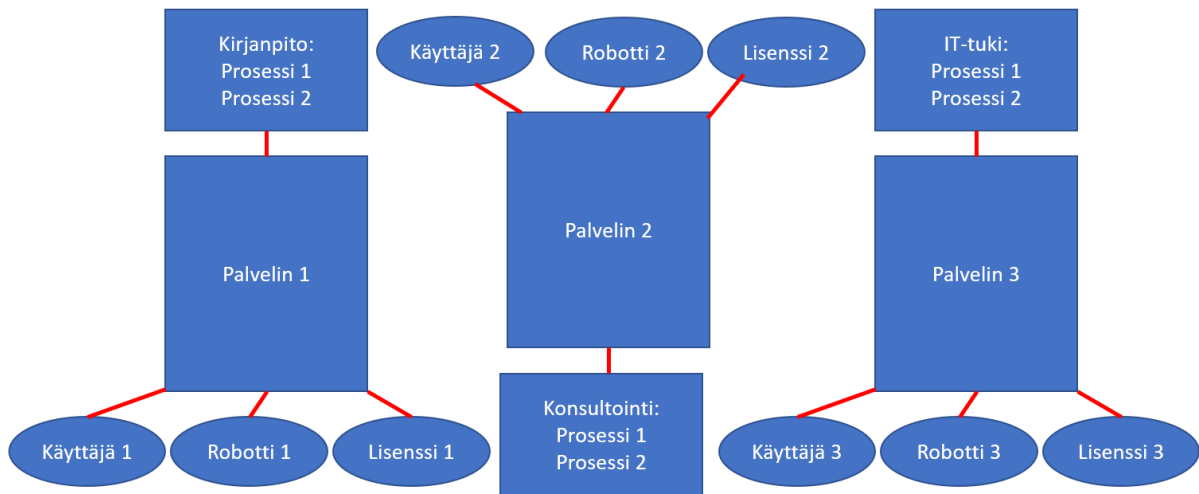 Kirjanpito:
Prosessi 1
Prosessi 2
Käyttäjä 2
Robotti 2
Lisenssi 2
IT-tuki:
Prosessi 1
Prosessi 2
Palvelin 1
Palvelin 2
Palvelin 3
Käyttäjä 1
Robotti 1
Lisenssi 1
Konsultointi:
Prosessi 1
Prosessi 2
Käyttäjä 3
Robotti 3
Lisenssi 3